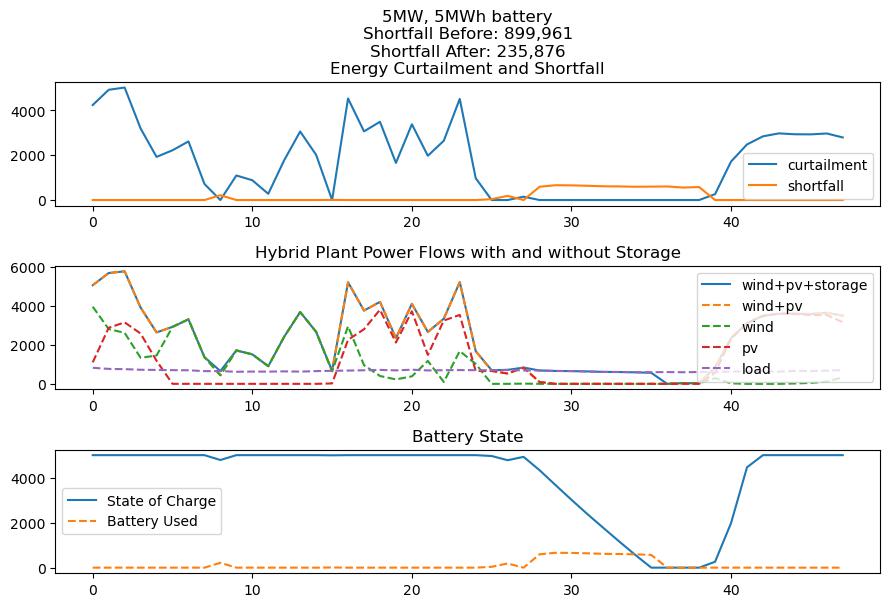 5MW, 5MWh battery
Shortfall Before: 899,961
Shortfall After: 235,876
Energy Curtailment and Shortfall
4000
2000
0
curtailment
shortfall
0 10 20 30 40
Hybrid Plant Power Flows with and without Storage
6000
4000
2000
0
wind+pv+storage
wind+pv
wind
pv
load
0 10 20 30 40
Battery State
4000
2000
0
State of Charge
Battery Used
0 10 20 30 40